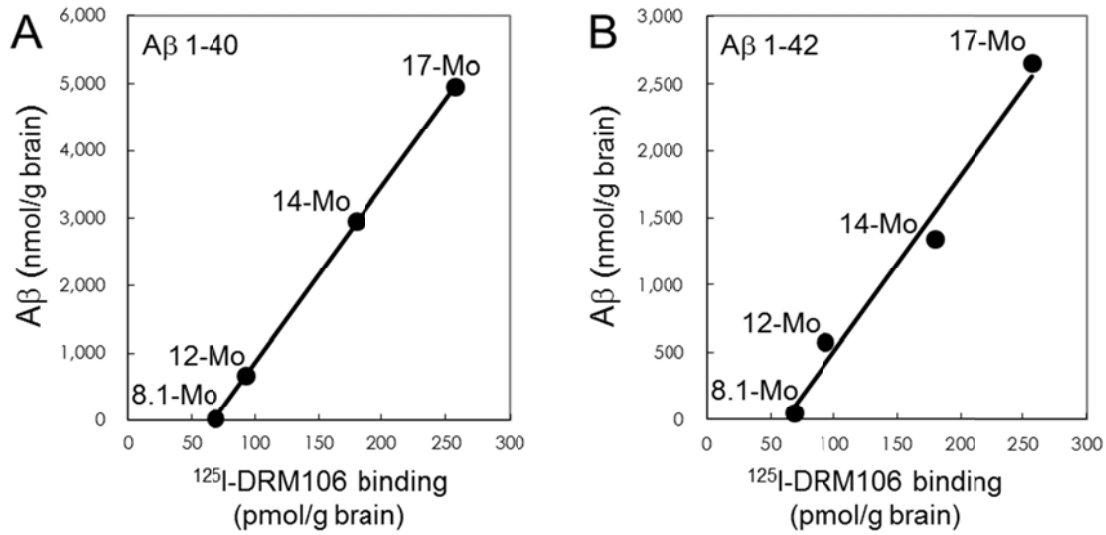 A
Aβ 1-40
6,000
5,000
4,000
3,000
2,000
1,000
0
Aβ (nmol/g brain)
17-Mo
14-Mo
12-Mo
8.1-Mo
0 50 100 150 200 250 300
¹²⁵I-DRM106 binding
(pmol/g brain)
B
Aβ 1-42
3,000
2,500
2,000
1,500
1,000
500
0
Aβ (nmol/g brain)
17-Mo
14-Mo
12-Mo
8.1-Mo
0 50 100 150 200 250 300
¹²⁵I-DRM106 binding
(pmol/g brain)